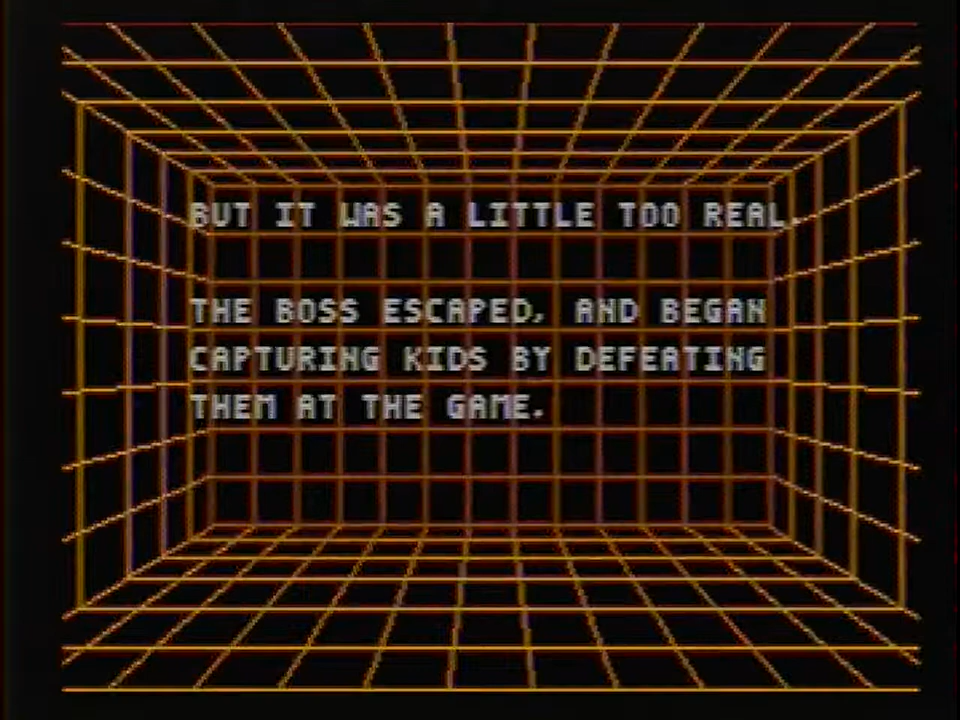 BUT IT WAS A LITTLE TOO REAL.
THE BOSS ESCAPED, AND BEGAN
CAPTURING KIDS BY DEFEATING
THEM AT THE GAME.